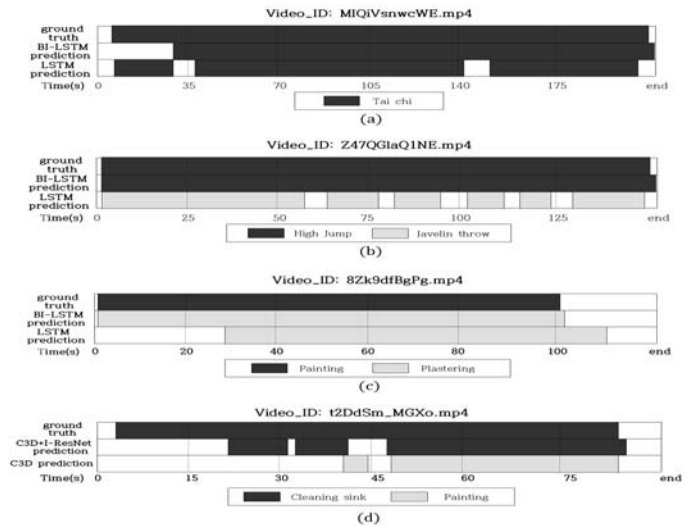 Video_ID: MIQiVsnwcWE.mp4
ground
truth
BI-LSTM
prediction
LSTM
prediction
Time(s) 0 35 70 105 140 175 end
Tai chi
(a)
Video_ID: Z47QGlaQ1NE.mp4
ground
truth
BI-LSTM
prediction
LSTM
prediction
Time(s) 0 25 50 75 100 120 end
High Jump Javelin throw
(b)
Video_ID: 8Zk9dfBgPg.mp4
ground
truth
BI-LSTM
prediction
LSTM
prediction
Time(s) 0 20 40 60 80 100 end
Painting Plastering
(c)
Video_ID: t2DdSm_MGXo.mp4
ground
truth
C3D+I-ResNet
prediction
C3D prediction
Time(s) 0 15 30 45 60 75 end
Cleaning sink Painting
(d)